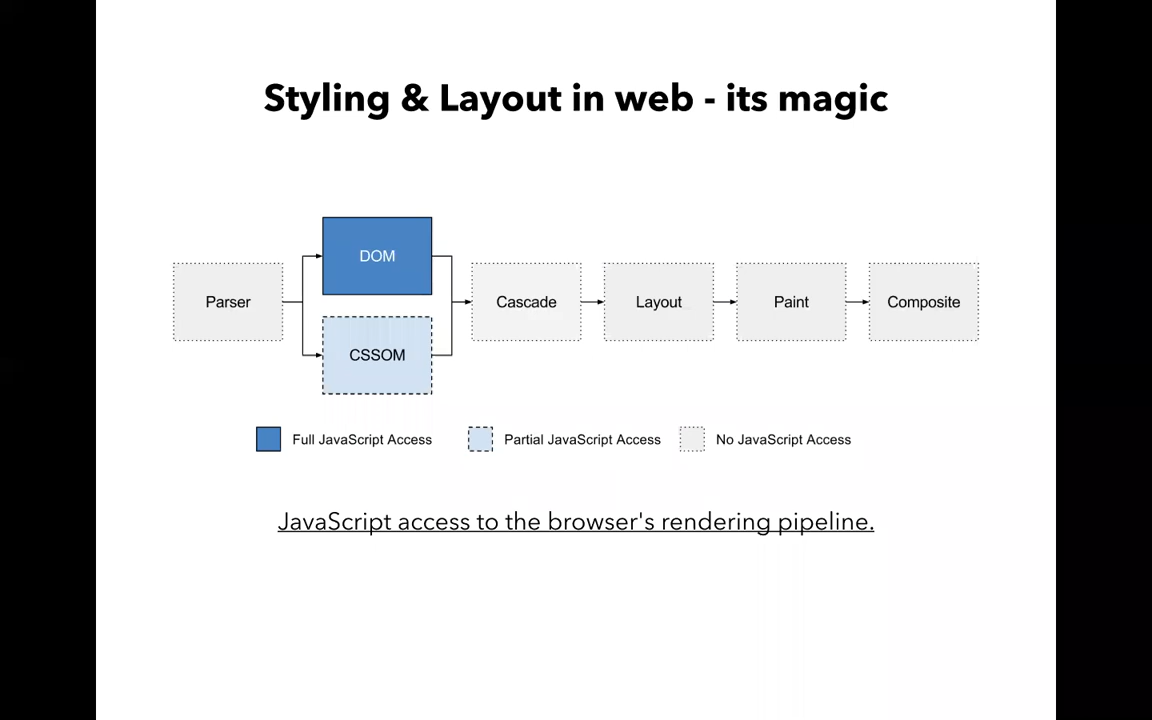 Styling & Layout in web - its magic
DOM
Parser
Cascade
Layout
Paint
Composite
CSSOM
Full JavaScript Access
Partial JavaScript Access
No JavaScript Access
JavaScript access to the browser's rendering pipeline.